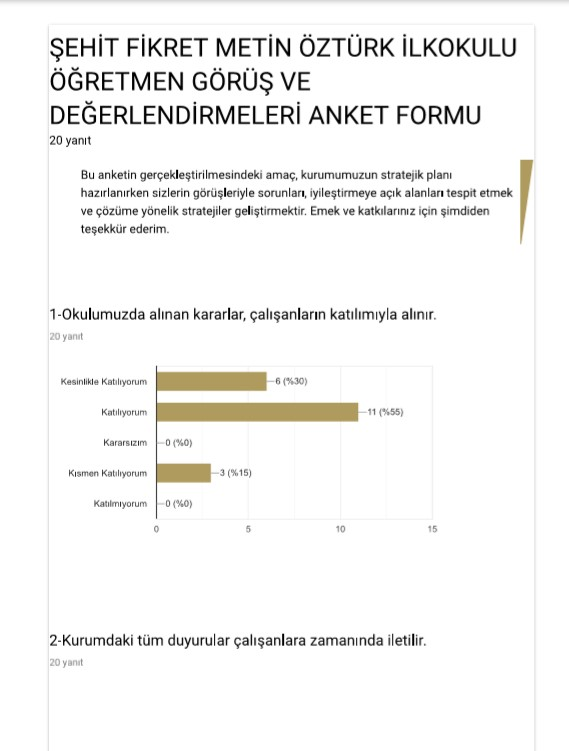 ŞEHİT FİKRET METİN ÖZTÜRK İLKOKULU
ÖĞRETMEN GÖRÜŞ VE
DEĞERLENDİRMELERİ ANKET FORMU
20 yanıt
Bu anketin gerçekleştirilmesindeki amaç, kurumumuzun stratejik planı
hazırlanırken sizlerin görüşleriyle sorunları, iyileştirmeye açık alanları tespit etmek
ve çözüme yönelik stratejiler geliştirmektir. Emek ve katkılarınız için şimdiden
teşekkür ederim.
1-Okulumuzda alınan kararlar, çalışanların katılımıyla alınır.
20 yanıt
Kesinlikle Katılıyorum 6 (%30)
Katılıyorum 11 (%55)
Kararsızım 0 (%0)
Kısmen Katılıyorum 3 (%15)
Katılmıyorum 0 (%0)
0 5 10 15
2-Kurumdaki tüm duyurular çalışanlara zamanında iletilir.
20 yanıt